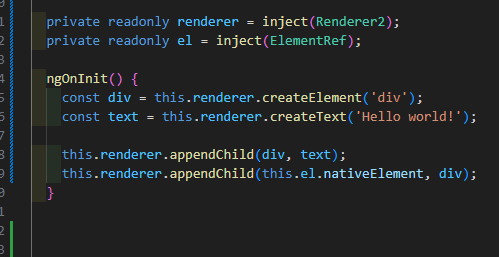 private readonly renderer = inject(Renderer2);
private readonly el = inject(ElementRef);
ngOnInit() {
const div = this.renderer.createElement('div');
const text = this.renderer.createText('Hello world!');
this.renderer.appendChild(div, text);
this.renderer.appendChild(this.el.nativeElement, div);
}